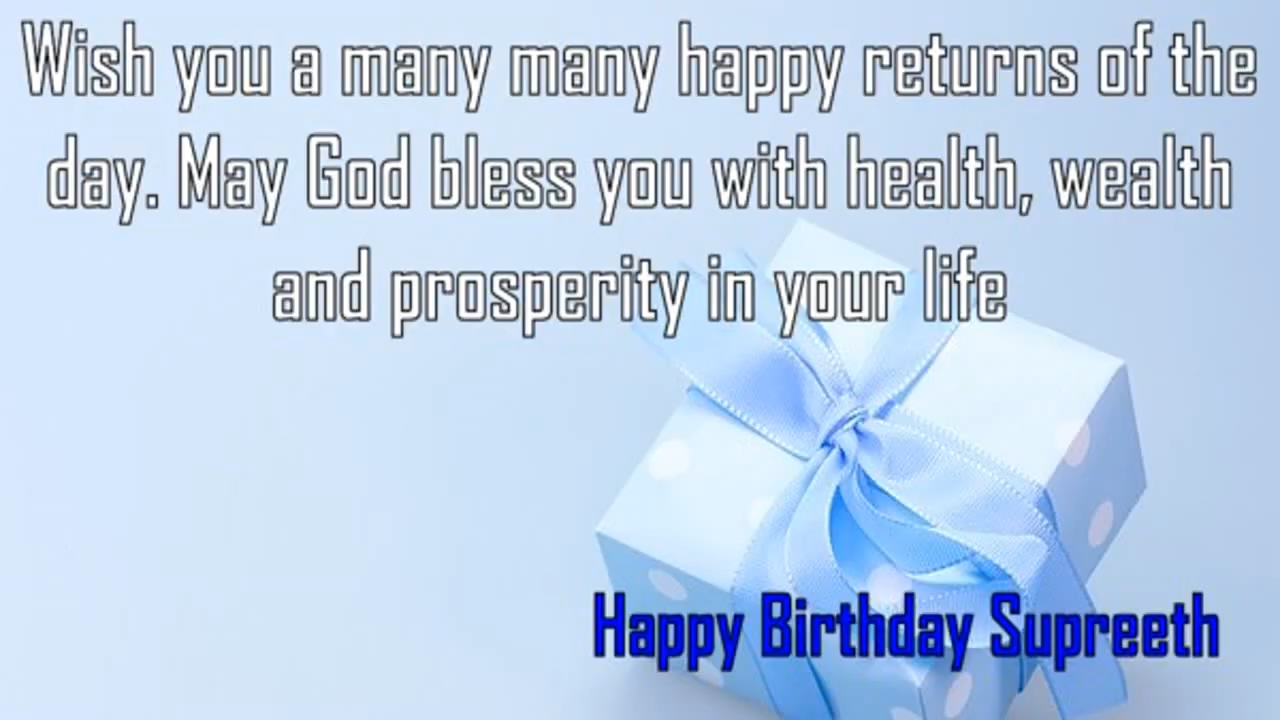 Wish you a many many happy returns of the
day. May God bless you with health, wealth
and prosperity in your life
Happy Birthday Supreeth